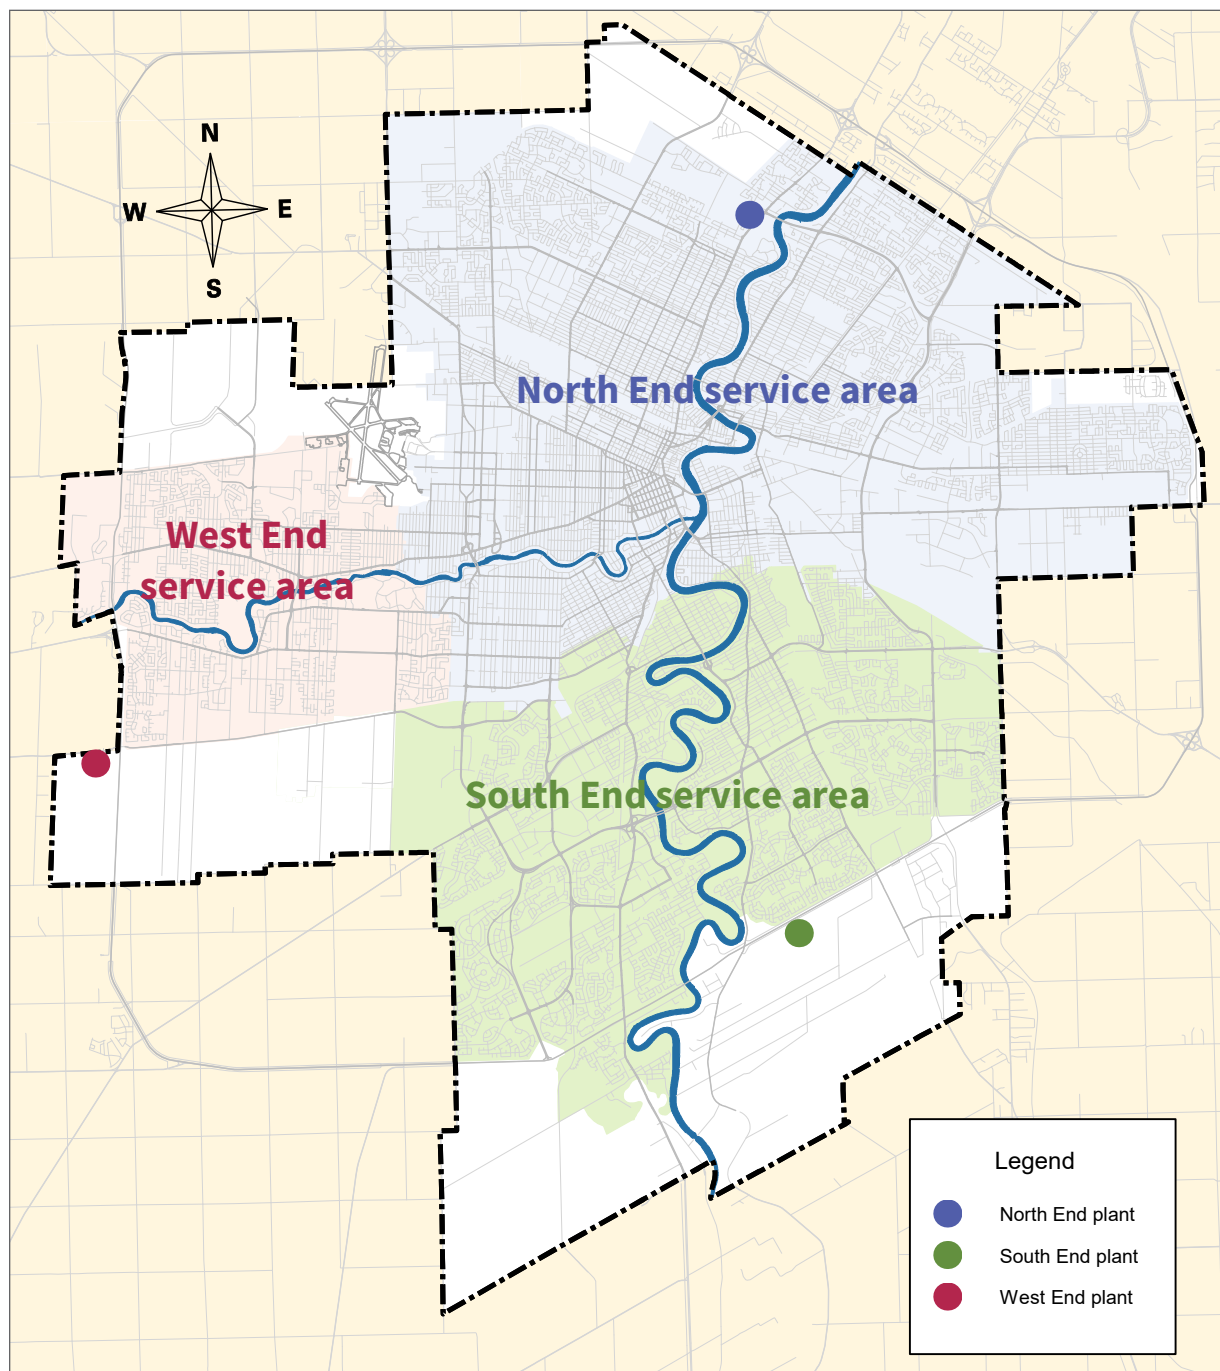 N
W
E
S
North End service area
West End
service area
South End service area
Legend
North End plant
South End plant
West End plant